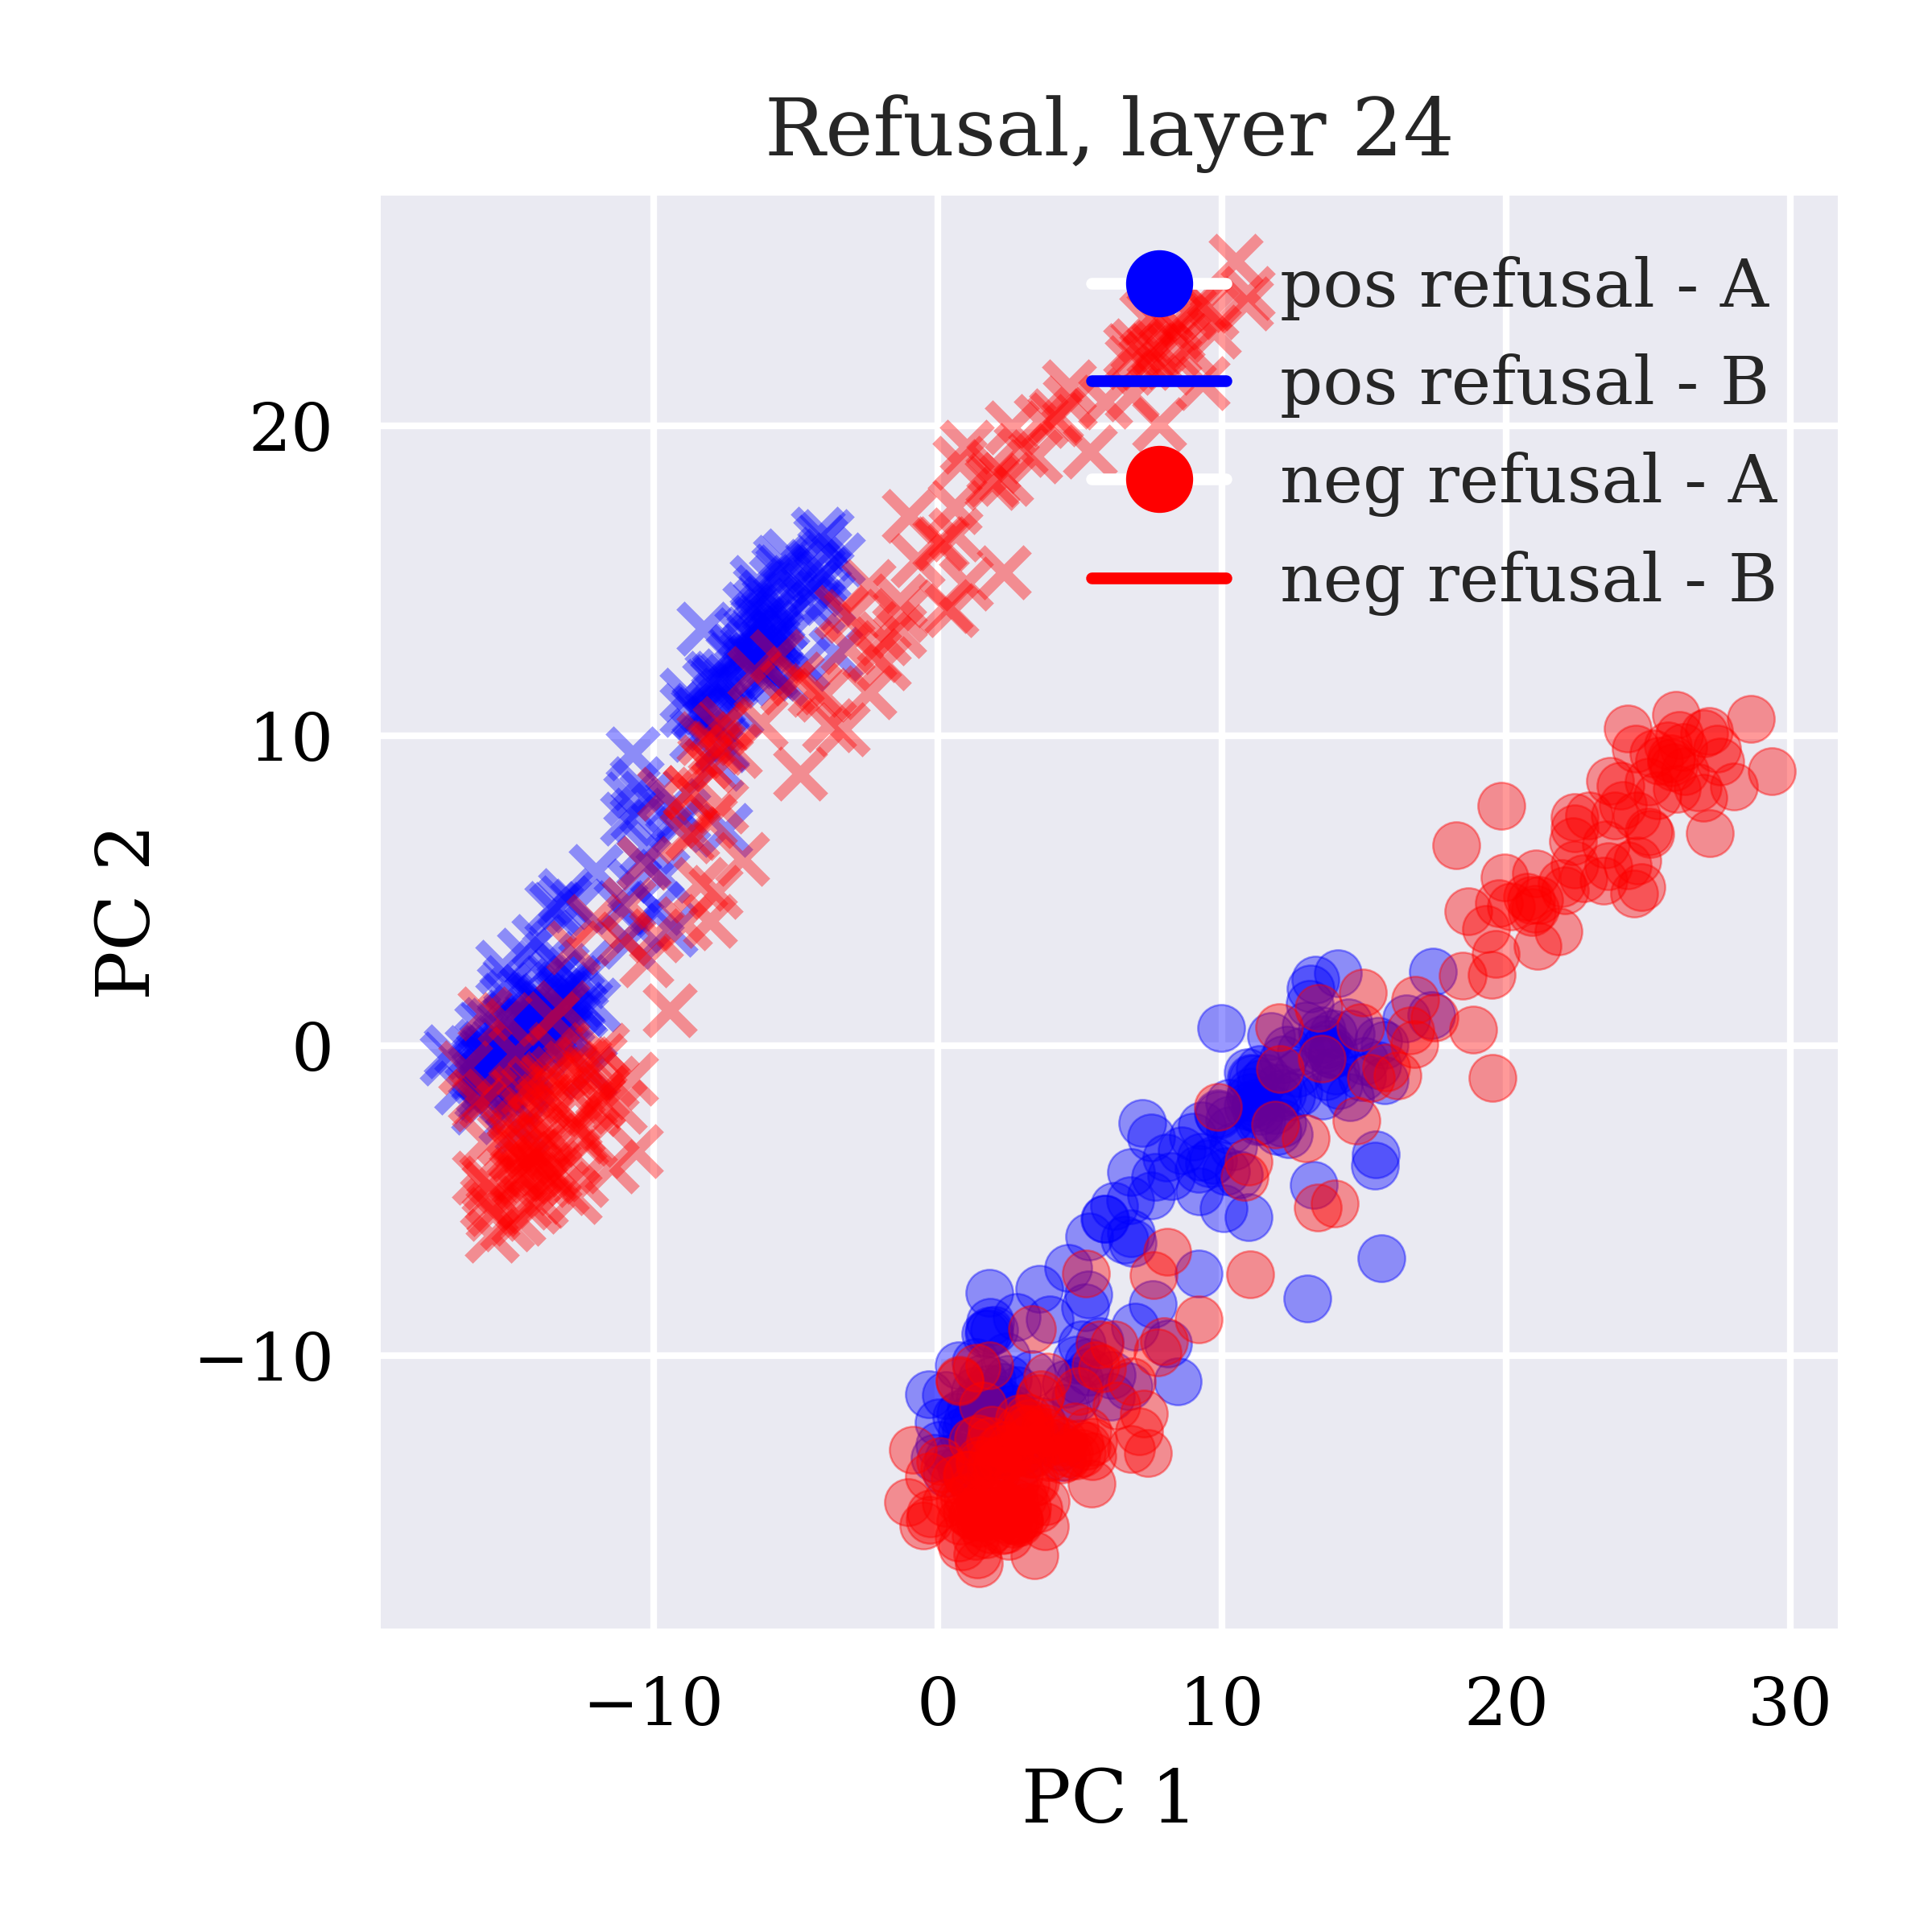 Refusal, layer 24
pos refusal - A
pos refusal - B
neg refusal - A
neg refusal - B
20
10
0
−10
PC 2
−10 0 10 20 30
PC 1